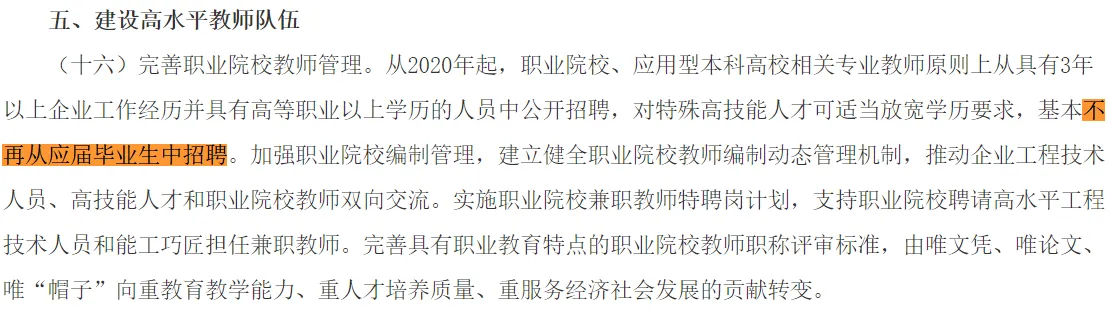 五、建设高水平教师队伍
（十六）完善职业院校教师管理。从2020年起，职业院校、应用型本科高校相关专业教师原则上从具有3年
以上企业工作经历并具有高等职业以上学历的人员中公开招聘，对特殊高技能人才可适当放宽学历要求，基本不
再从应届毕业生中招聘。加强职业院校编制管理，建立健全职业院校教师编制动态管理机制，推动企业工程技术
人员、高技能人才和职业院校教师双向交流。实施职业院校兼职教师特聘岗计划，支持职业院校聘请高水平工程
技术人员和能工巧匠担任兼职教师。完善具有职业教育特点的职业院校教师职称评审标准，由唯文凭、唯论文、
唯“帽子”向重教育教学能力、重人才培养质量、重服务经济社会发展的贡献转变。